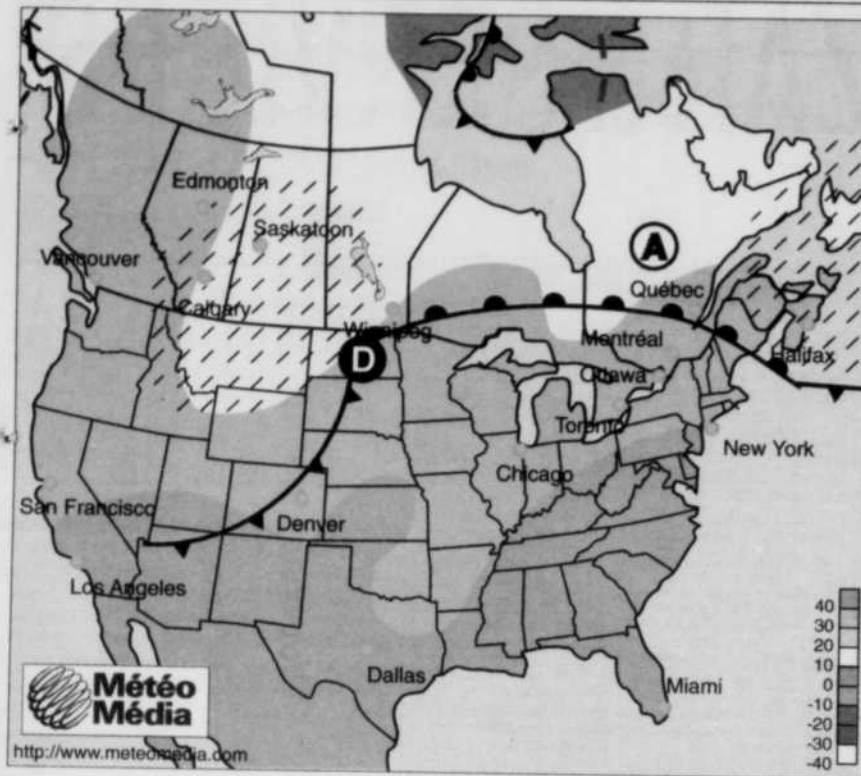 Edmonton
Saskatoon
Vancouver
A
Calgary
Québec
Winnipeg
Montréal
D
Halifax
Ottawa
Toronto
New York
Chicago
San Francisco
Denver
Los Angeles
Dallas
Miami
40
30
20
10
0
-10
-20
-30
-40
Météo
Média
http://www.meteomedia.com